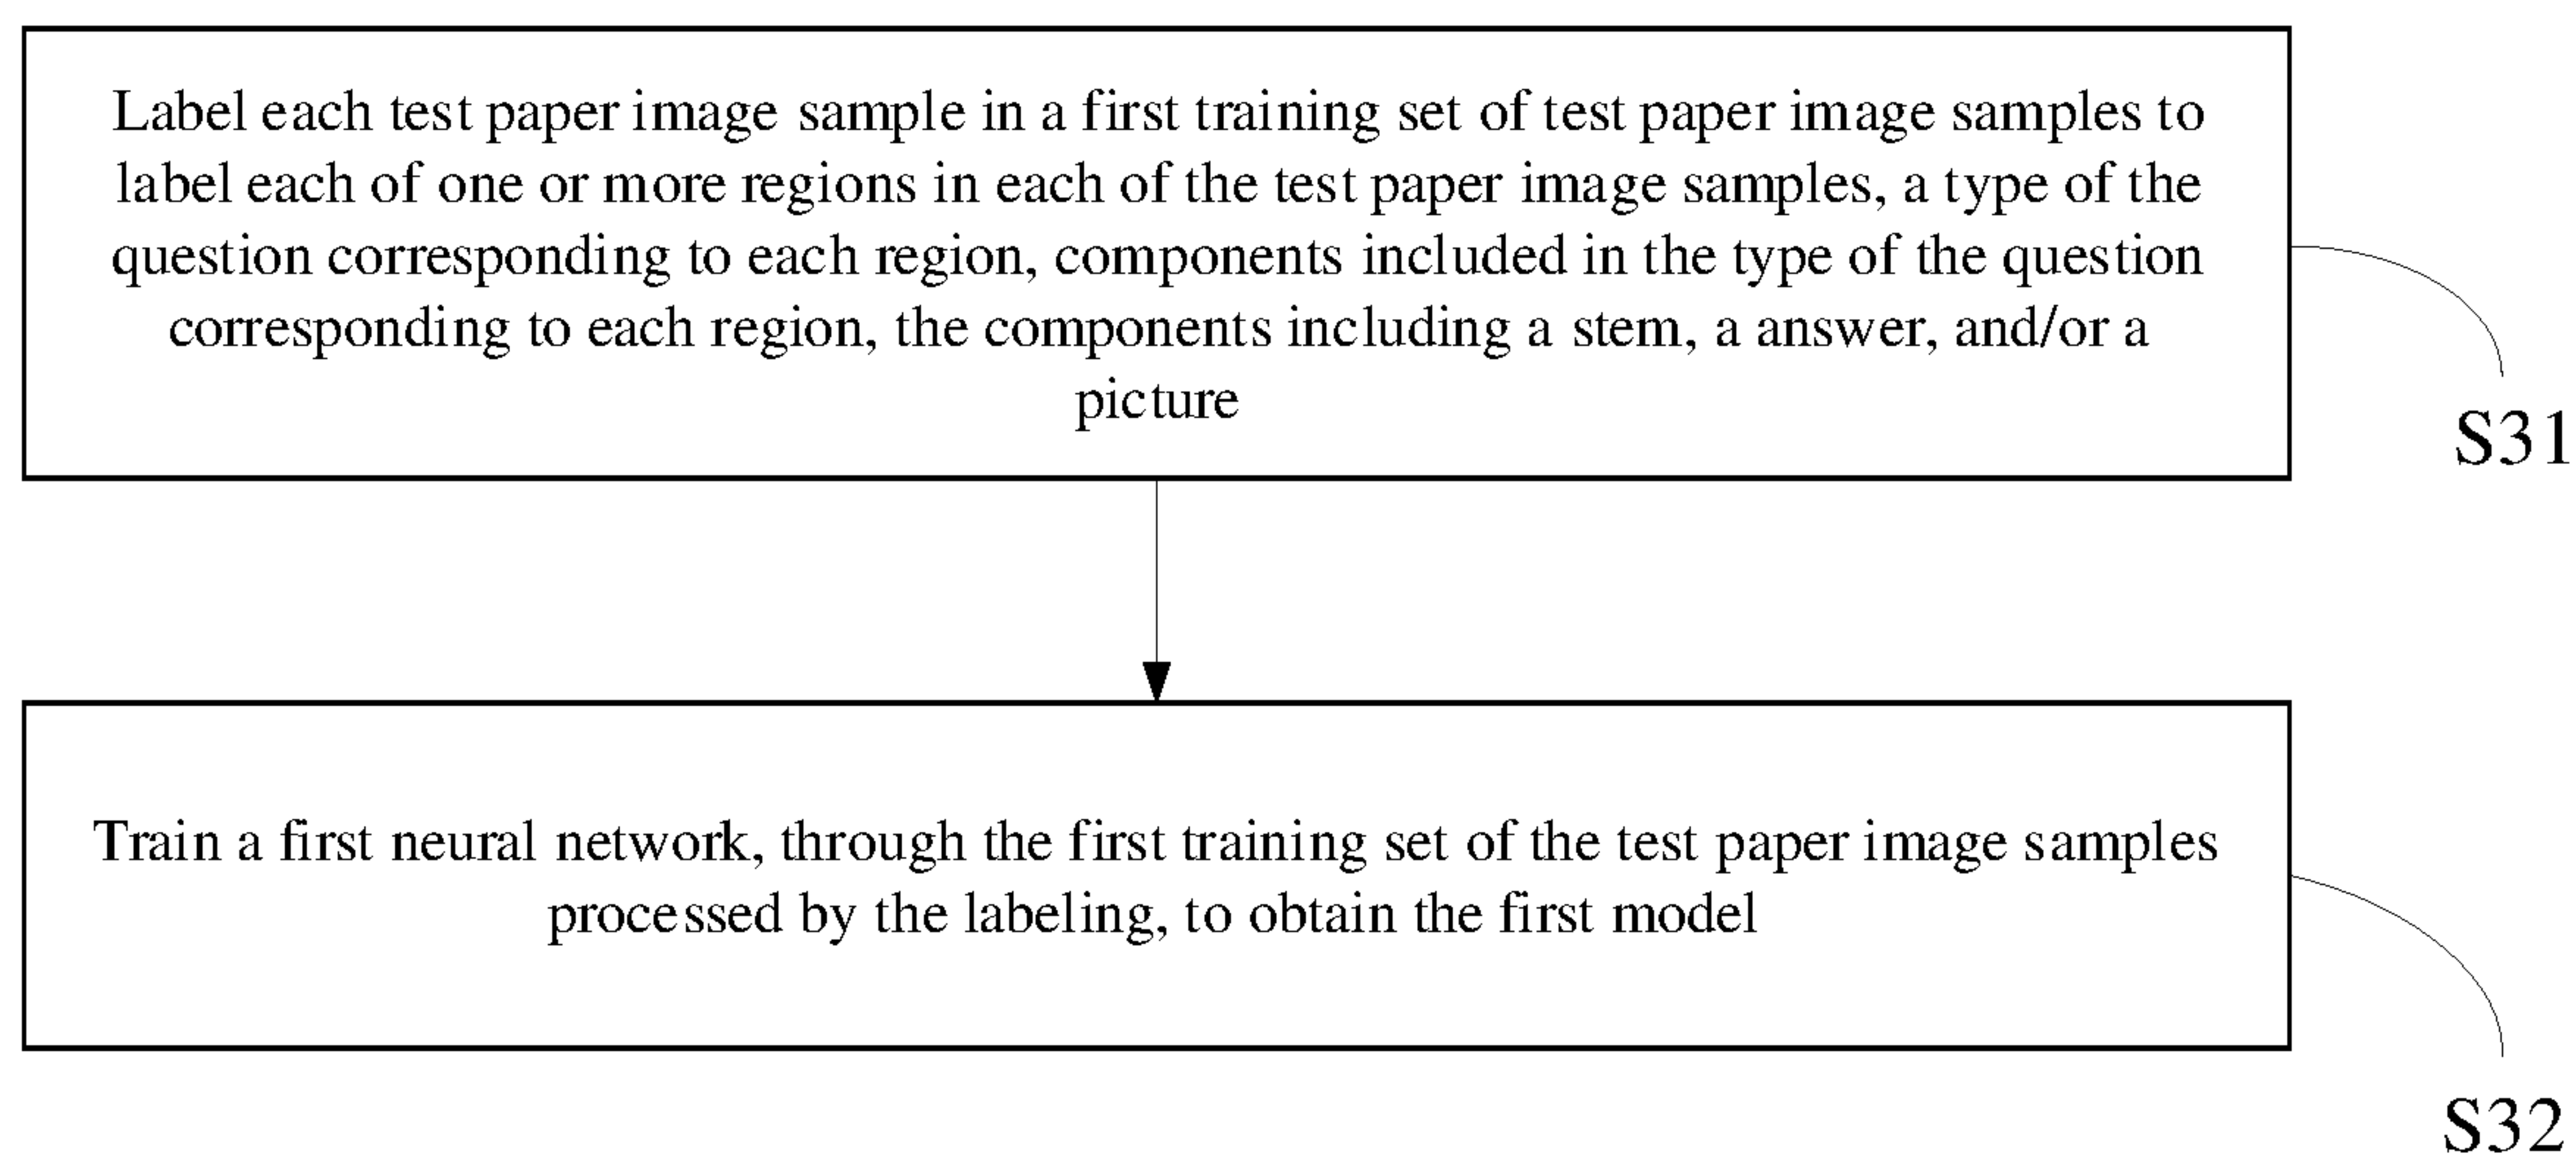 Label each test paper image sample in a first training set of test paper image samples to
label each of one or more regions in each of the test paper image samples, a type of the
question corresponding to each region, components included in the type of the question
corresponding to each region, the components including a stem, a answer, and/or a
picture
S31
Train a first neural network, through the first training set of the test paper image samples
processed by the labeling, to obtain the first model
S32